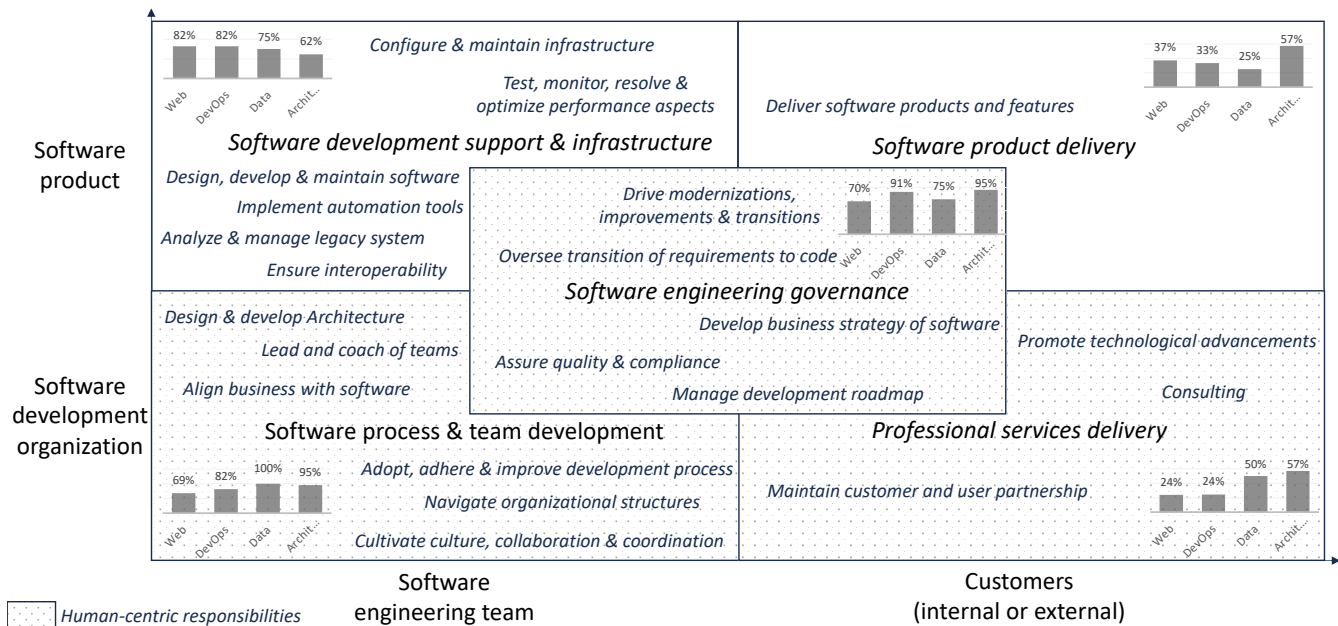 82%
82%
75%
62%
Web
DevOps
Data
Archit...
Configure & maintain infrastructure
Test, monitor, resolve &
optimize performance aspects
Software development support & infrastructure
Design, develop & maintain software
Implement automation tools
Analyze & manage legacy system
Ensure interoperability
37%
33%
25%
57%
Web
DevOps
Data
Archit...
Deliver software products and features
Software product delivery
Software
product
Drive modernizations,
improvements & transitions
70%
91%
75%
95%
Web
DevOps
Data
Archit...
Oversee transition of requirements to code
Software engineering governance
Develop business strategy of software
Assure quality & compliance
Manage development roadmap
Software
development
organization
Design & develop Architecture
Lead and coach of teams
Align business with software
Software process & team development
Adopt, adhere & improve development process
Navigate organizational structures
Cultivate culture, collaboration & coordination
69%
82%
100%
95%
Web
DevOps
Data
Archit...
Promote technological advancements
Consulting
Professional services delivery
Maintain customer and user partnership
24%
24%
50%
57%
Web
DevOps
Data
Archit...
Software
engineering team
Customers
(internal or external)
Human-centric responsibilities